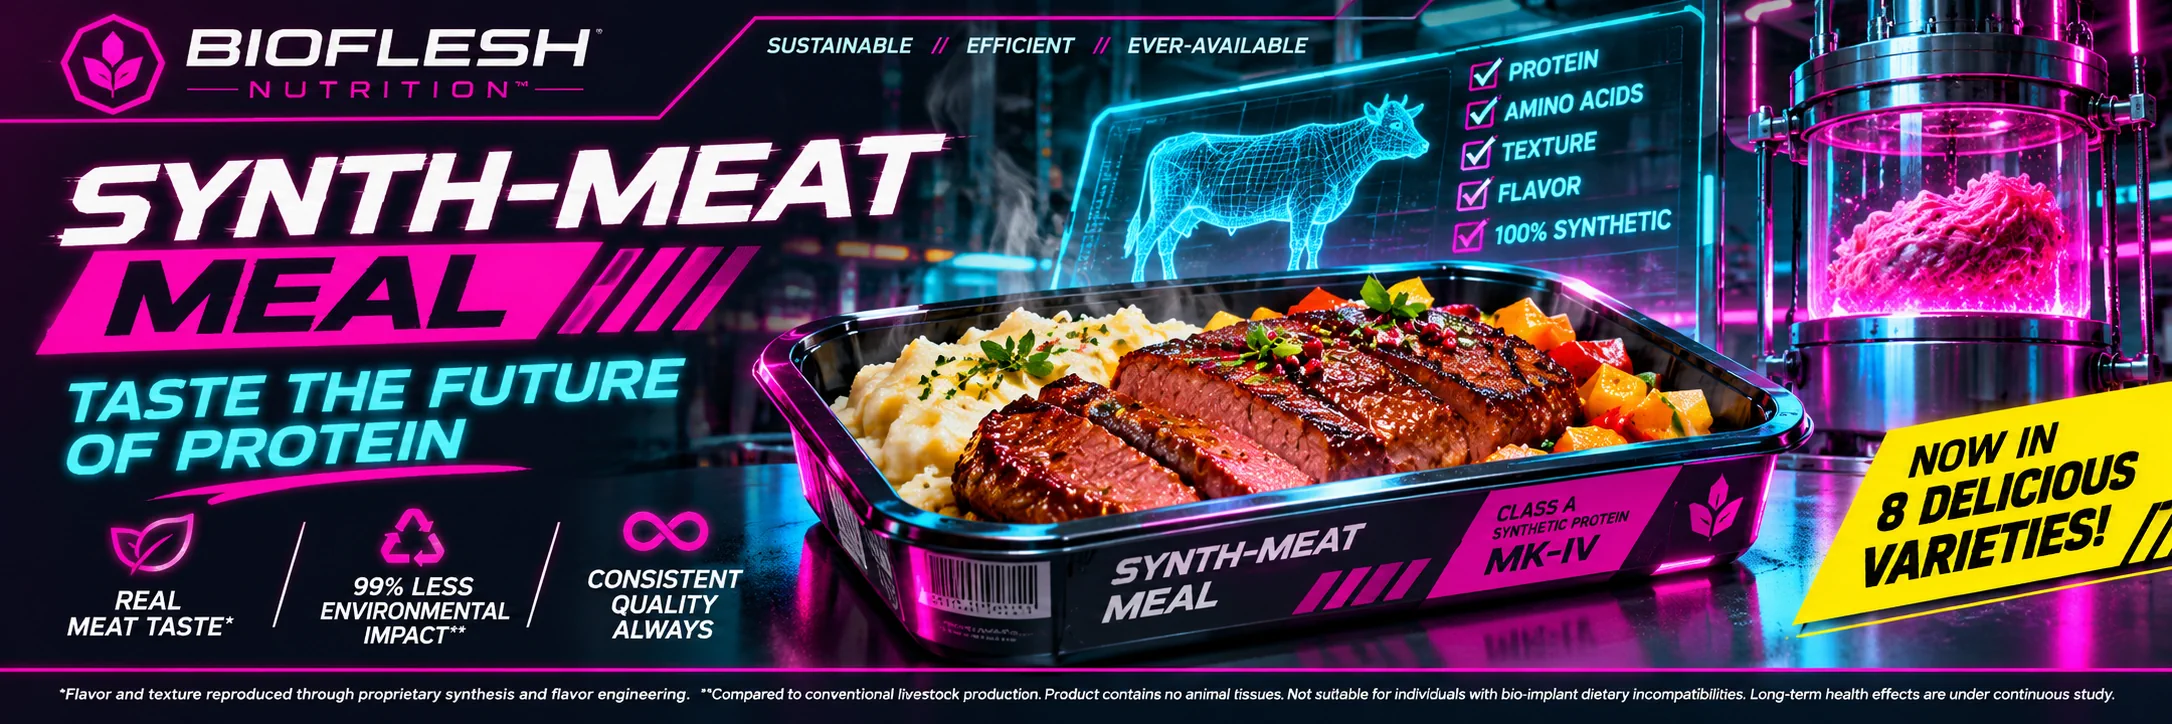 BIOFLESH
NUTRITION™
SUSTAINABLE // EFFICIENT // EVER-AVAILABLE
SYNTH-MEAT
MEAL
TASTE THE FUTURE
OF PROTEIN
REAL
MEAT TASTE*
99% LESS
ENVIRONMENTAL
IMPACT**
CONSISTENT
QUALITY
ALWAYS
PROTEIN
AMINO ACIDS
TEXTURE
FLAVOR
100% SYNTHETIC
SYNTH-MEAT
MEAL
CLASS A
SYNTHETIC PROTEIN
MK-IV
NOW IN
8 DELICIOUS
VARIETIES!
*Flavor and texture reproduced through proprietary synthesis and flavor engineering. **Compared to conventional livestock production. Product contains no animal tissues. Not suitable for individuals with bio-implant dietary incompatibilities. Long-term health effects are under continuous study.